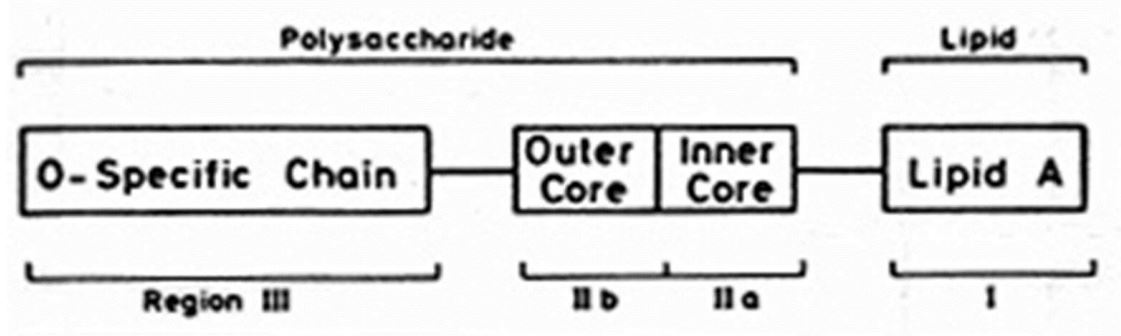 Polysaccharide Lipid
O-Specific Chain Outer Core Inner Core Lipid A
Region III II b II a I